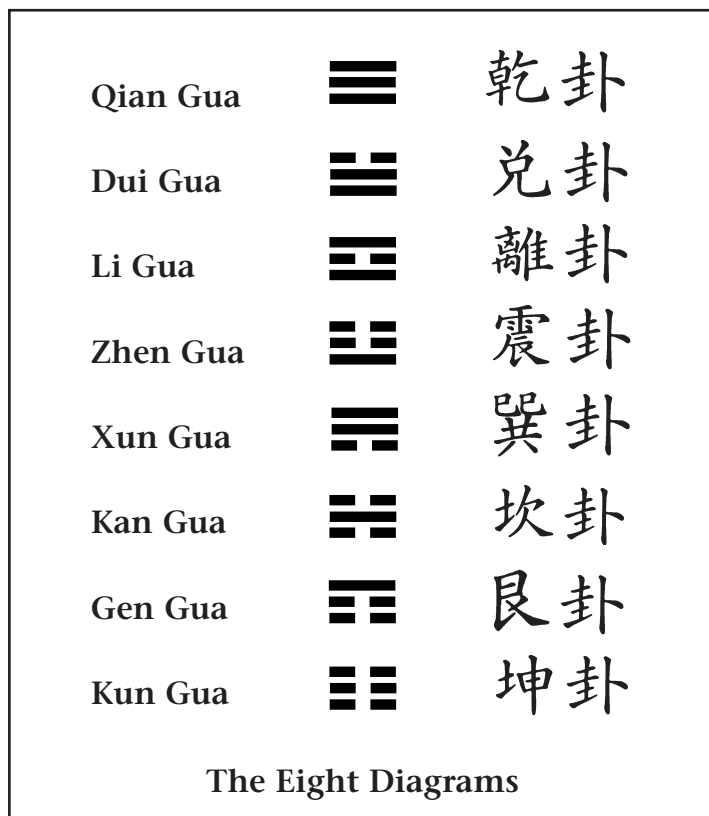 Qian Gua ☰ 乾卦
Dui Gua ☱ 兑卦
Li Gua ☲ 離卦
Zhen Gua ☳ 震卦
Xun Gua ☴ 巽卦
Kan Gua ☵ 坎卦
Gen Gua ☶ 艮卦
Kun Gua ☷ 坤卦
The Eight Diagrams